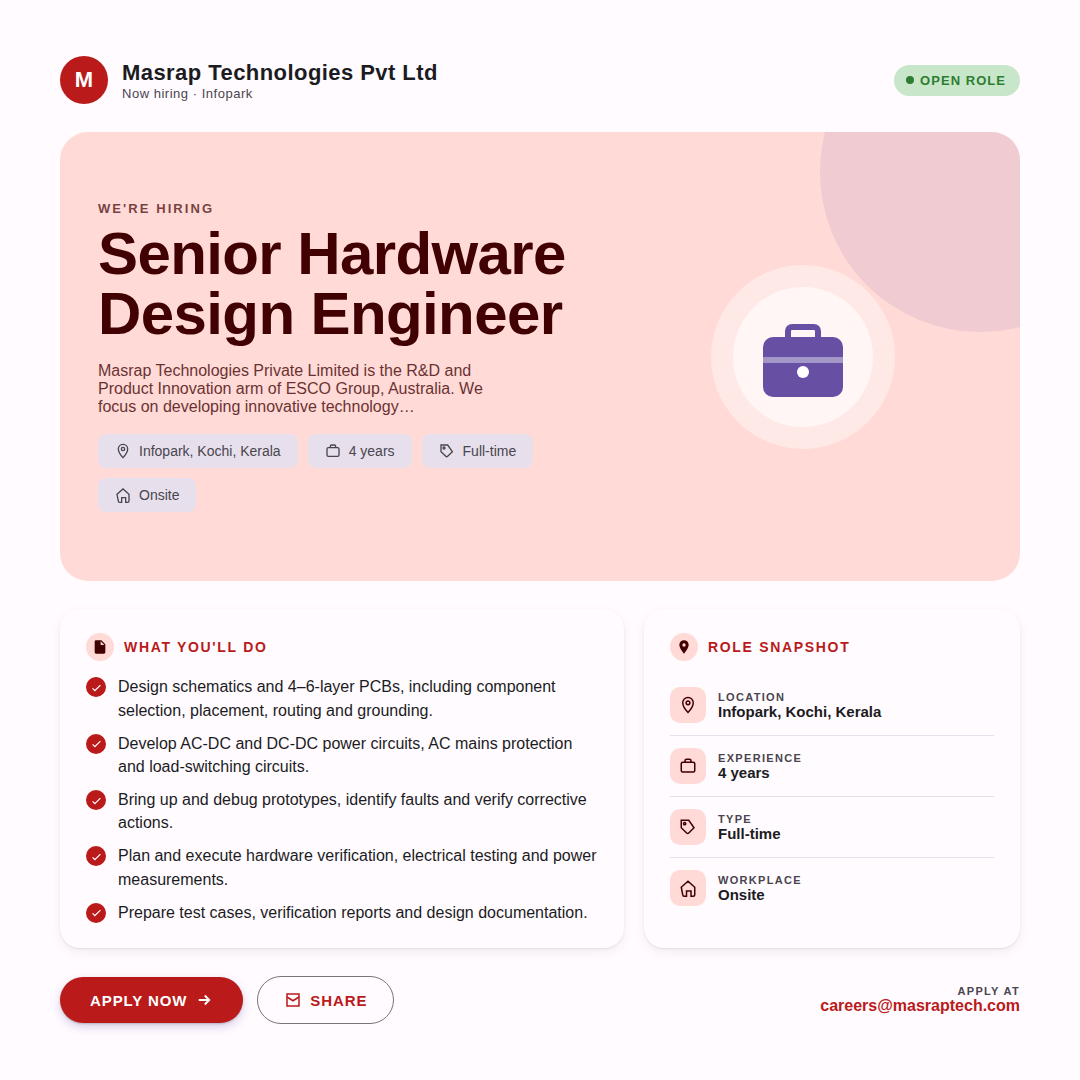 M
Masrap Technologies Pvt Ltd
Now hiring · Infopark
OPEN ROLE
WE'RE HIRING
Senior Hardware
Design Engineer
Masrap Technologies Private Limited is the R&D and
Product Innovation arm of ESCO Group, Australia. We
focus on developing innovative technology…
Infopark, Kochi, Kerala
4 years
Full-time
Onsite
WHAT YOU'LL DO
Design schematics and 4–6-layer PCBs, including component
selection, placement, routing and grounding.
Develop AC-DC and DC-DC power circuits, AC mains protection
and load-switching circuits.
Bring up and debug prototypes, identify faults and verify corrective
actions.
Plan and execute hardware verification, electrical testing and power
measurements.
Prepare test cases, verification reports and design documentation.
ROLE SNAPSHOT
LOCATION
Infopark, Kochi, Kerala
EXPERIENCE
4 years
TYPE
Full-time
WORKPLACE
Onsite
APPLY NOW
SHARE
APPLY AT
careers@masraptech.com